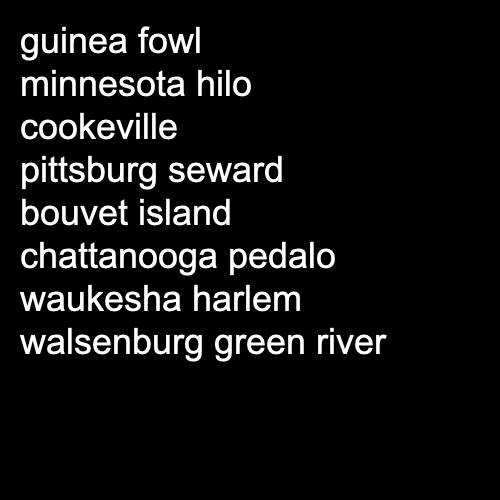 guinea fowl
minnesota hilo
cookeville
pittsburg seward
bouvet island
chattanooga pedalo
waukesha harlem
walsenburg green river